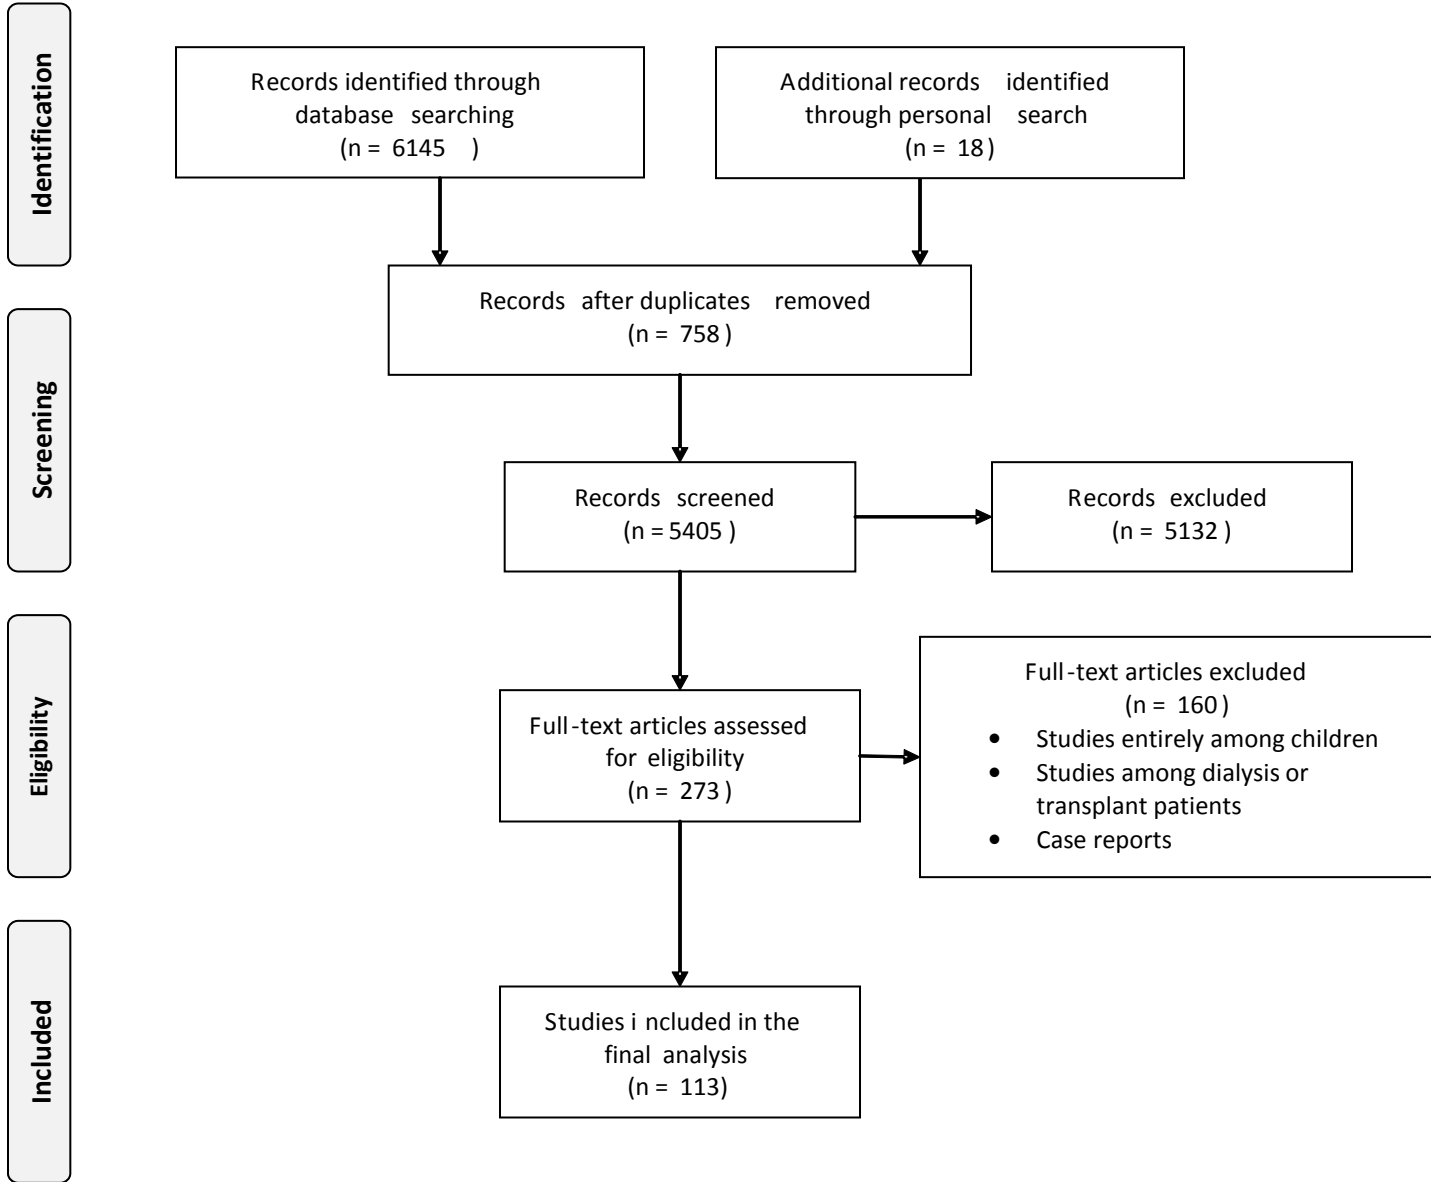 Identification
Records identified through
database searching
(n = 6145 )
Additional records identified
through personal search
(n = 18)
Records after duplicates removed
(n = 758)
Screening
Records screened
(n = 5405)
Records excluded
(n = 5132)
Eligibility
Full-text articles assessed
for eligibility
(n = 273)
Full-text articles excluded
(n = 160)
• Studies entirely among children
• Studies among dialysis or
transplant patients
• Case reports
Included
Studies i ncluded in the
final analysis
(n = 113)